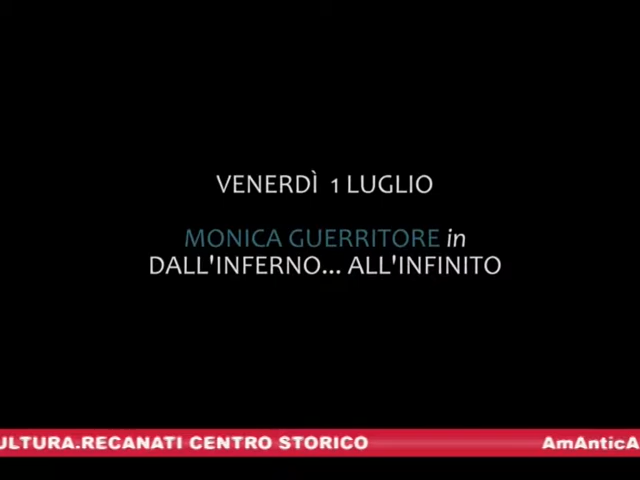 VENERDÌ 1 LUGLIO
MONICA GUERRITORE in
DALL'INFERNO... ALL'INFINITO
ULTURA.RECANATI CENTRO STORICO AmAnticA